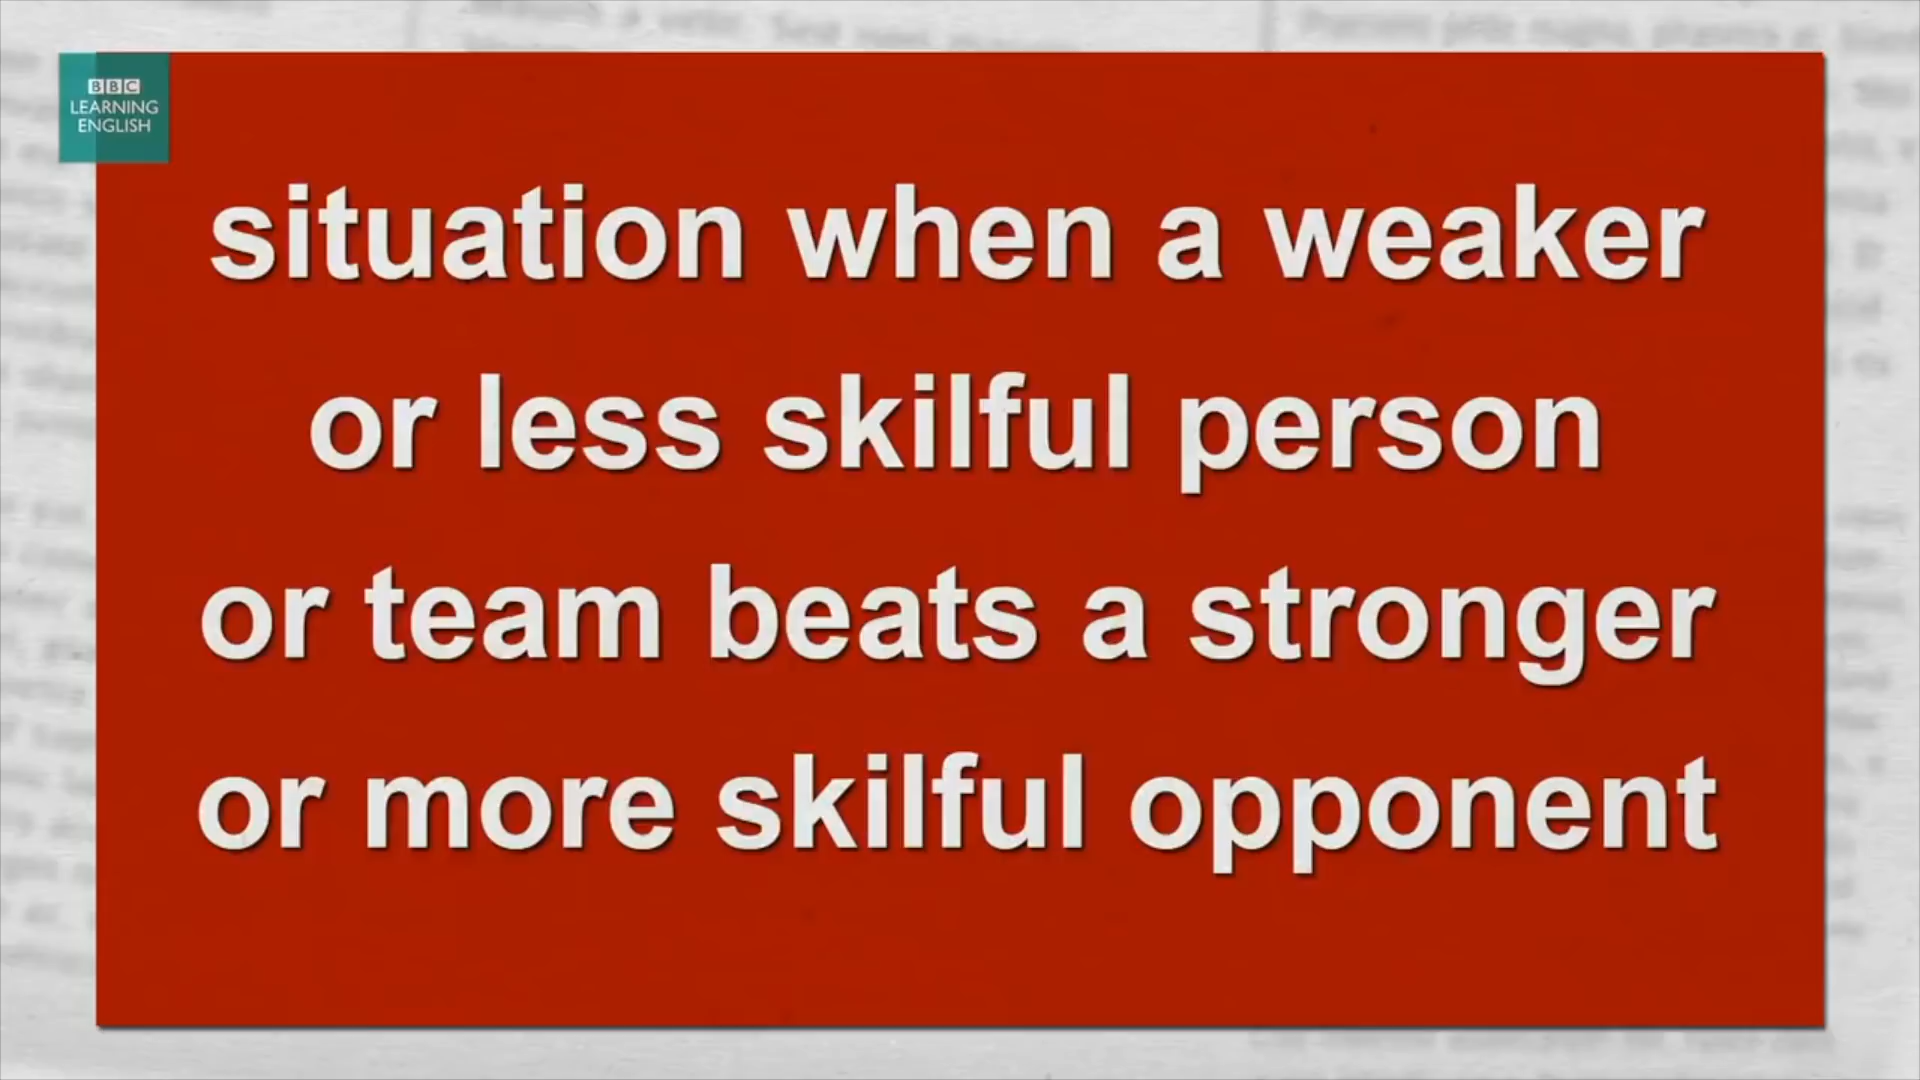 BBC
LEARNING
ENGLISH
situation when a weaker
or less skilful person
or team beats a stronger
or more skilful opponent